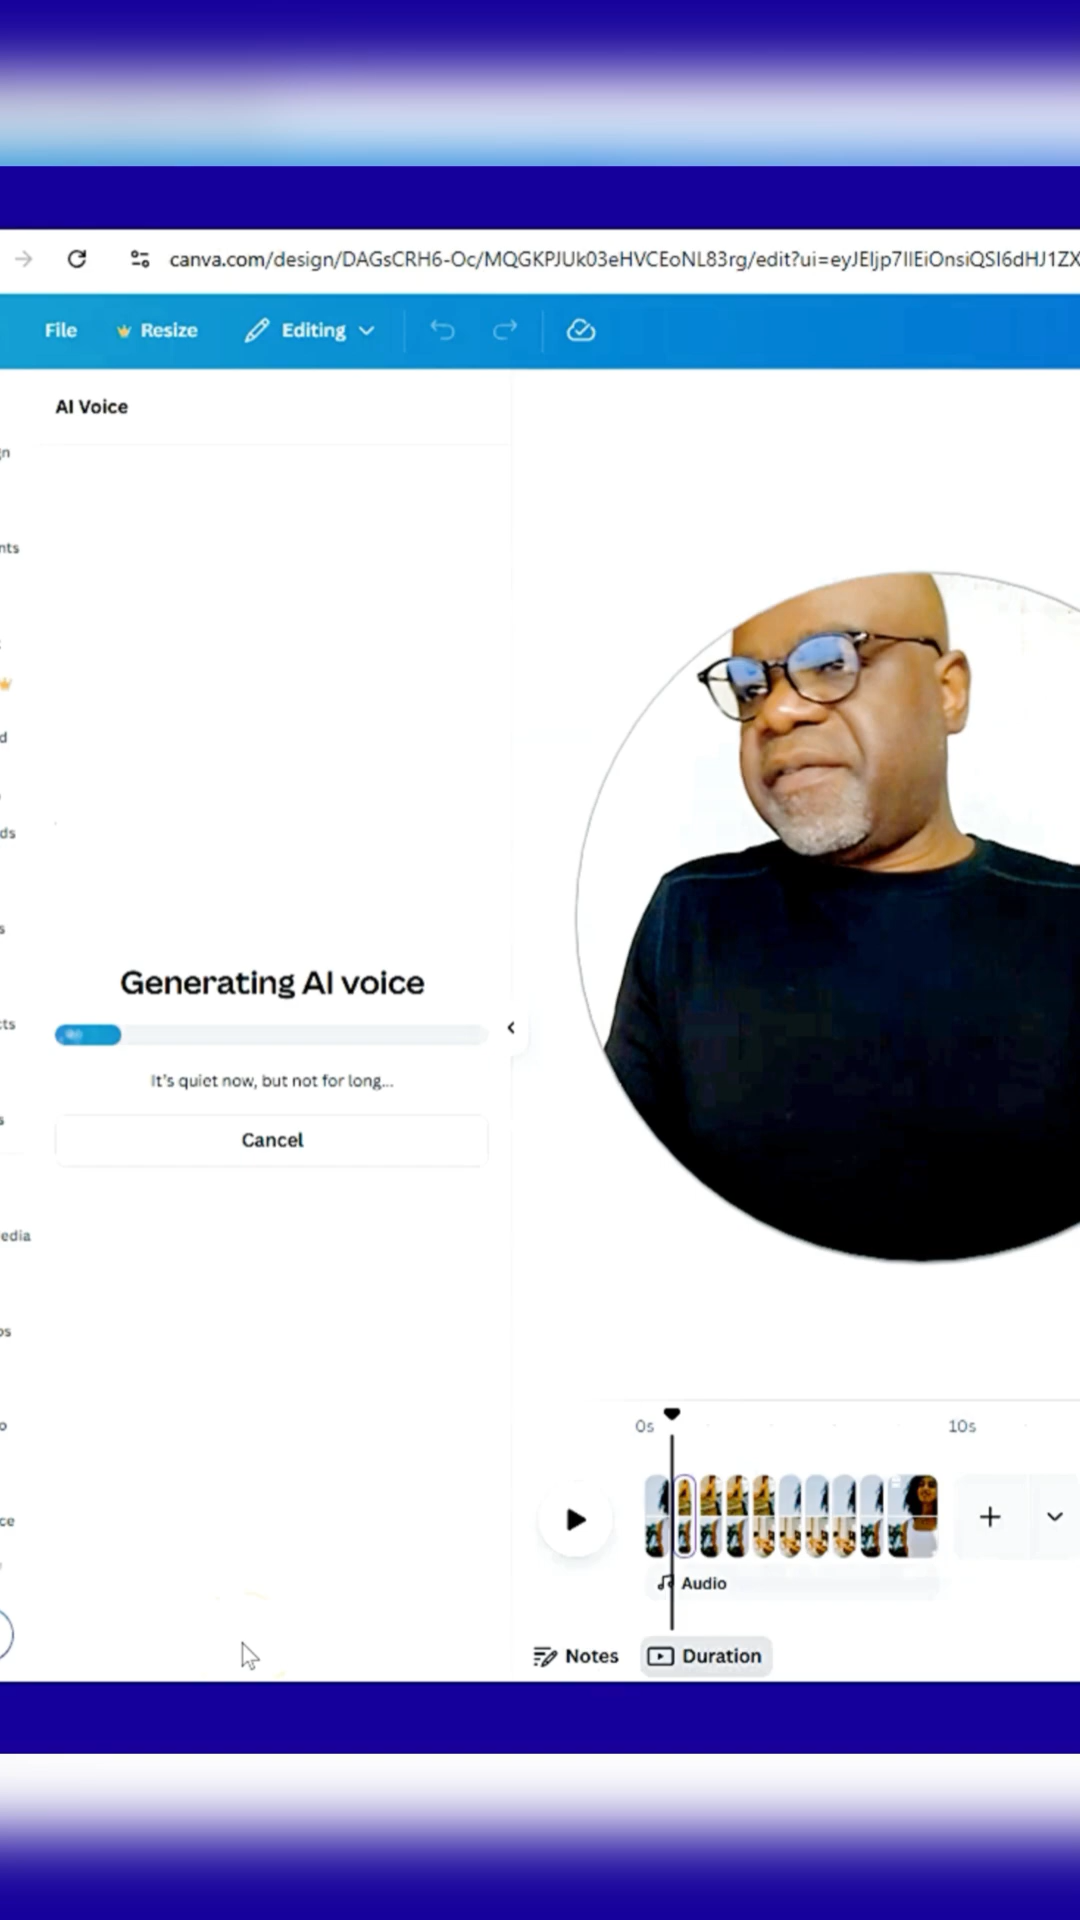 canva.com/design/DAGsCRH6-Oc/MQGKPJUk03eHVCEoNL83rg/edit?ui=eyJEIjp7IlEiOnsiQSI6dHJ1ZX
File Resize Editing
AI Voice
Generating AI voice
It's quiet now, but not for long...
Cancel
0s 10s
Audio
Notes Duration